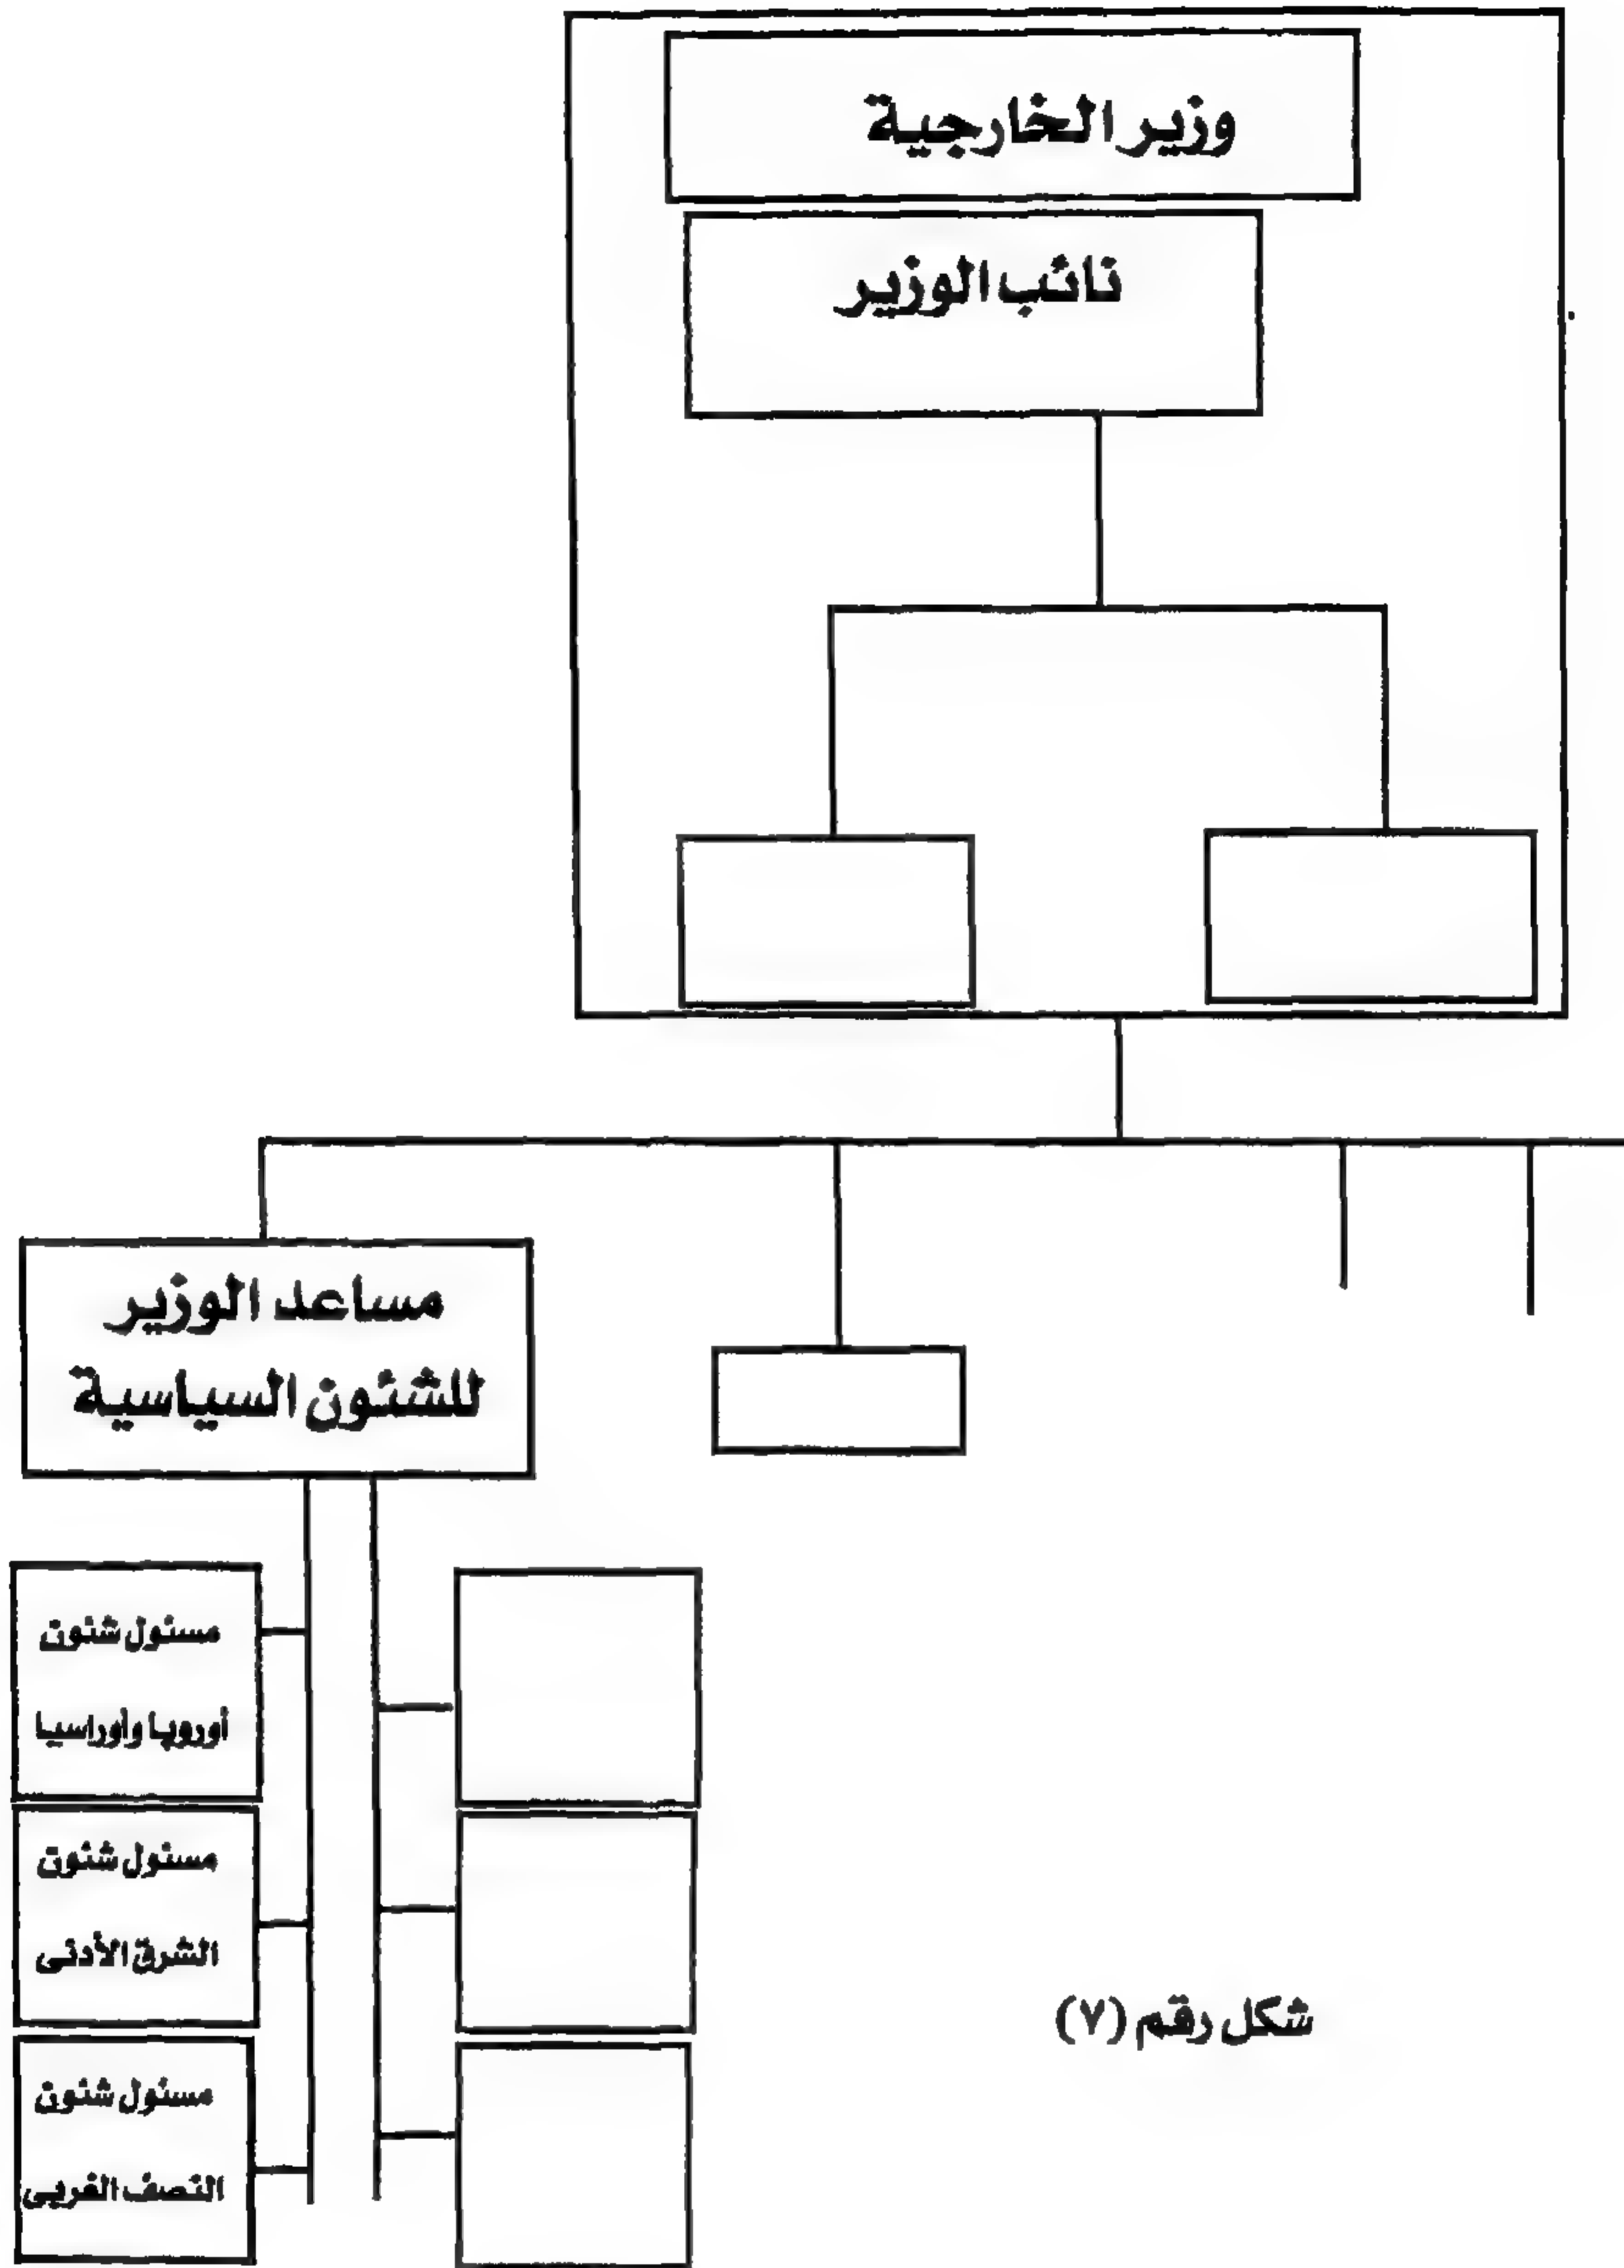 وزير الخارجية
نائب الوزير
مساعد الوزير
للشئون السياسية
مسئول شئون
أوروبا وأوراسيا
مسئول شئون
الشرق الأدنى
مسئول شئون
النصف الغربى
شكل رقم (٧)